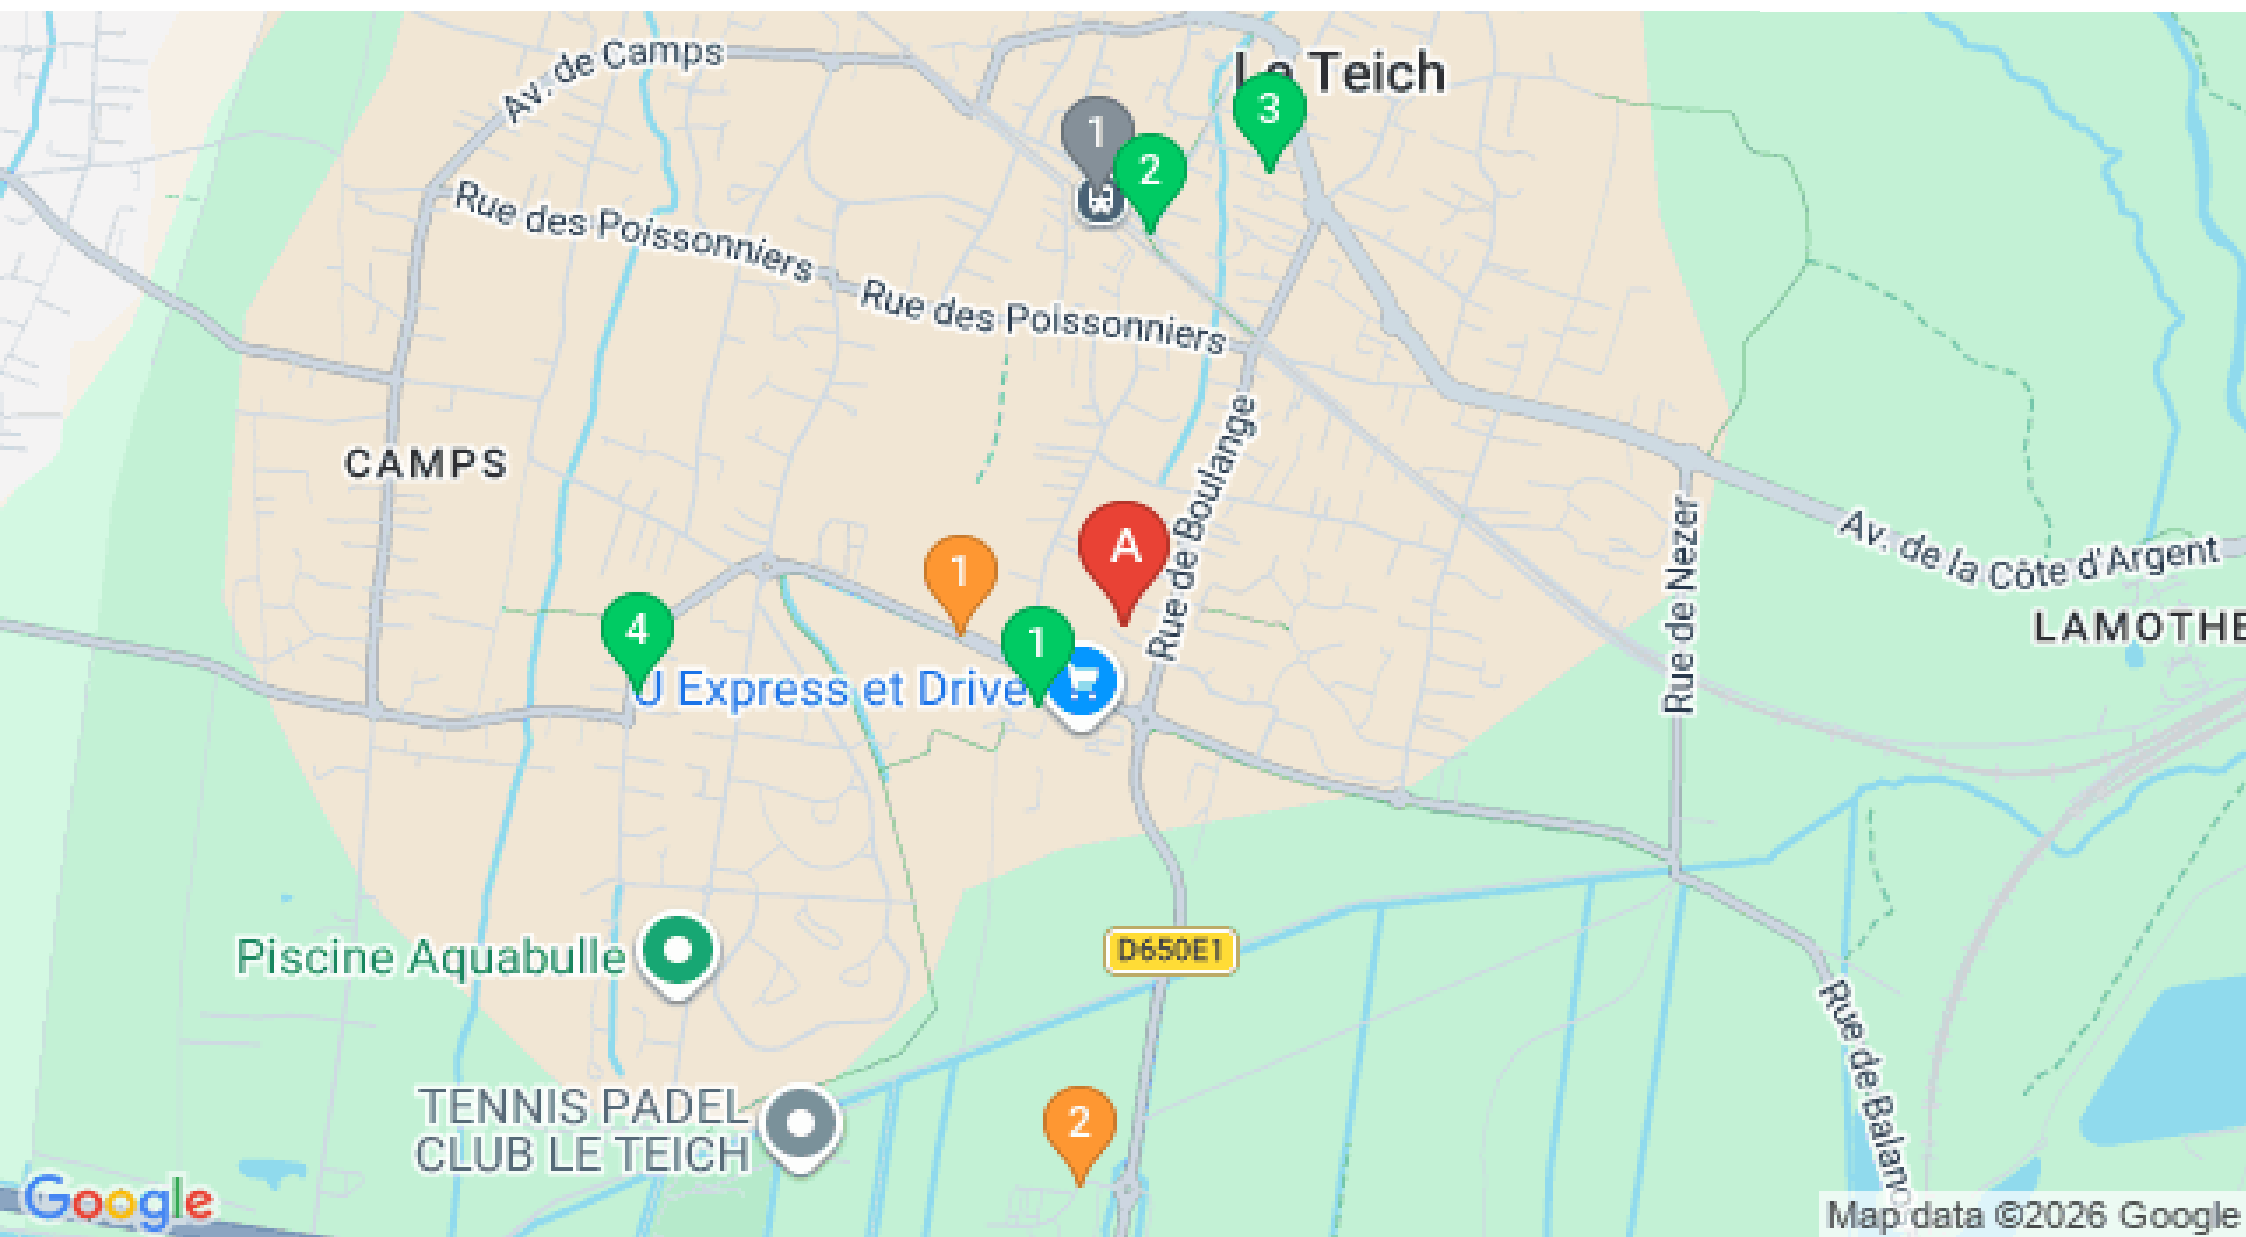 Av. de Camps
Le Teich
3
1
2
Rue des Poissonniers
Rue des Poissonniers
Rue de Boulange
CAMPS
Rue de Nezer
Av. de la Côte d'Argent
A
1
4
1
LAMOTHE
U Express et Drive
D650E1
Piscine Aquabulle
Rue de Balanc
TENNIS PADEL
CLUB LE TEICH
2
Google
Map data ©2026 Google